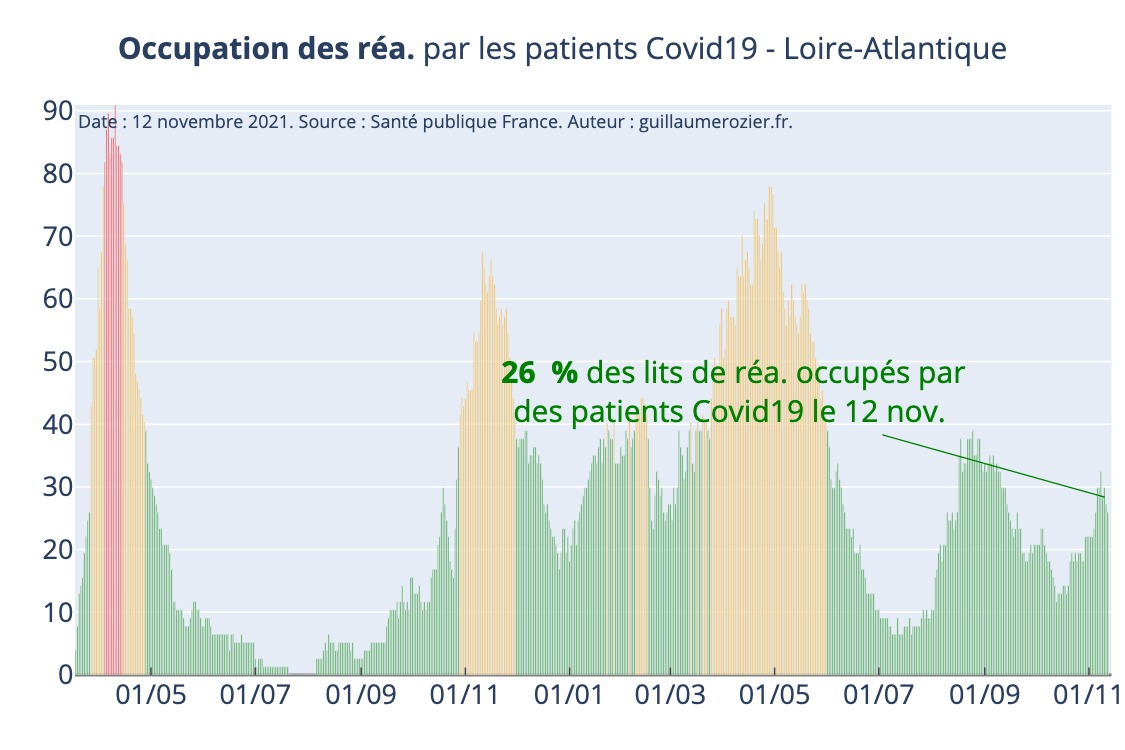 Occupation des réa. par les patients Covid19 - Loire-Atlantique
90
Date : 12 novembre 2021. Source : Santé publique France. Auteur : guillaumerozier.fr.
80
70
60
50
26 % des lits de réa. occupés par
des patients Covid19 le 12 nov.
40
30
20
10
0
01/05 01/07 01/09 01/11 01/01 01/03 01/05 01/07 01/09 01/11